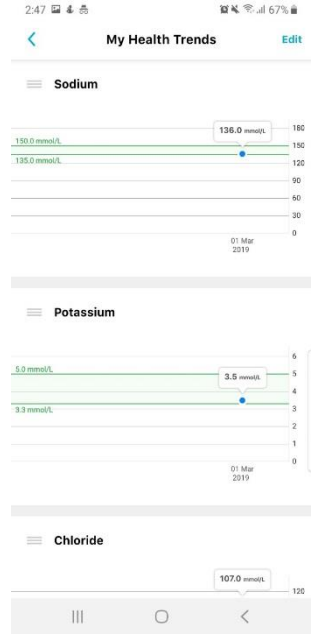 2:47 67%
My Health Trends Edit
Sodium
136.0 mmol/L
180
150.0 mmol/L 150
135.0 mmol/L 120
90
60
30
0
01 Mar
2019
Potassium
6
5.0 mmol/L 3.5 mmol/L 5
4
3.3 mmol/L 3
2
1
0
01 Mar
2019
Chloride
107.0 mmol/L
120